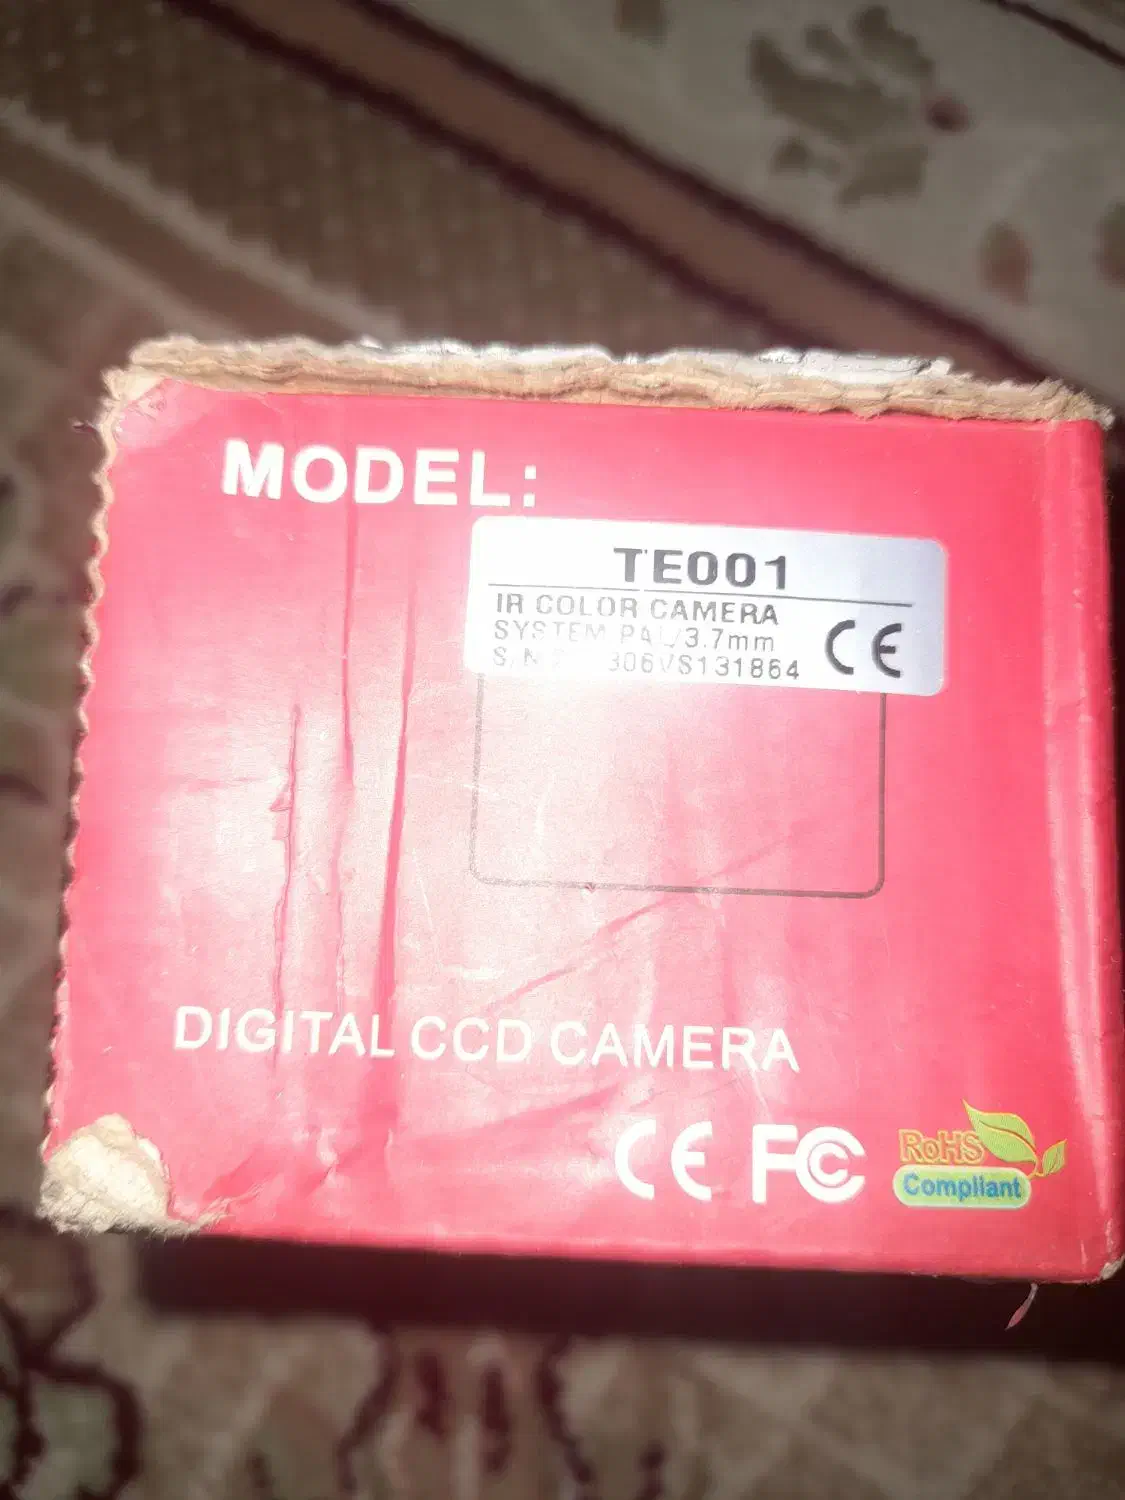 MODEL:
TE001
IR COLOR CAMERA
SYSTEM PAL/3.7mm
CE
DIGITAL CCD CAMERA
CE FC RoHS
Compliant